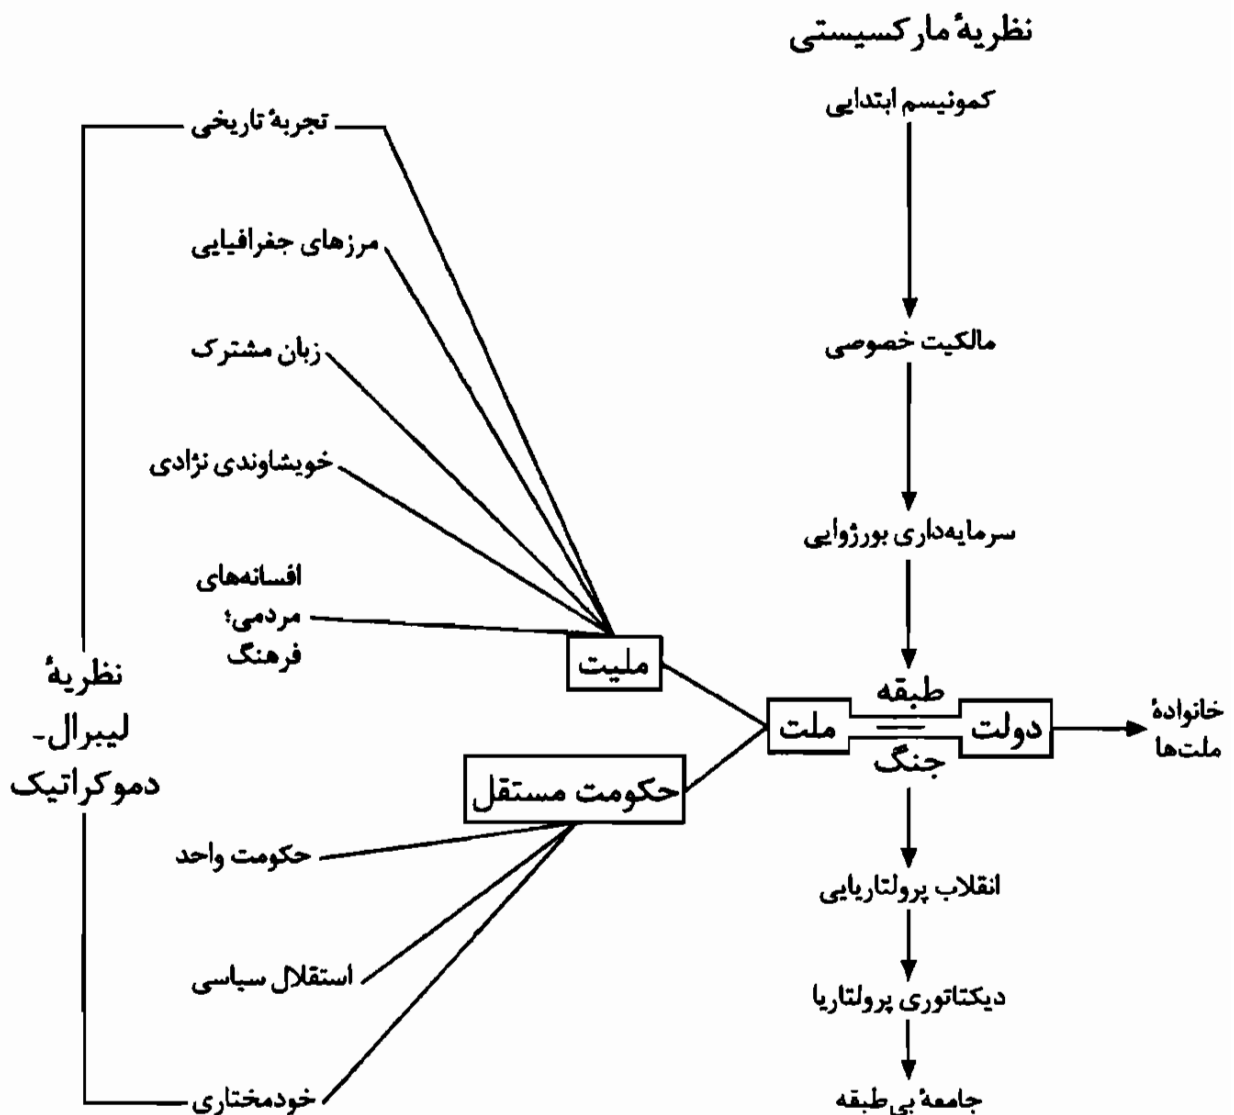 نظریهٔ مارکسیستی
کمونیسم ابتدایی
مالکیت خصوصی
سرمایه‌داری بورژوایی
طبقه
جنگ
انقلاب پرولتاریایی
دیکتاتوری پرولتاریا
جامعهٔ بی‌طبقه
خانوادهٔ
ملت‌ها
دولت
ملت
ملیت
حکومت مستقل
تجربهٔ تاریخی
مرزهای جغرافیایی
زبان مشترک
خویشاوندی نژادی
افسانه‌های
مردمی؛
فرهنگ
حکومت واحد
استقلال سیاسی
خودمختاری
نظریهٔ
لیبرال-
دموکراتیک